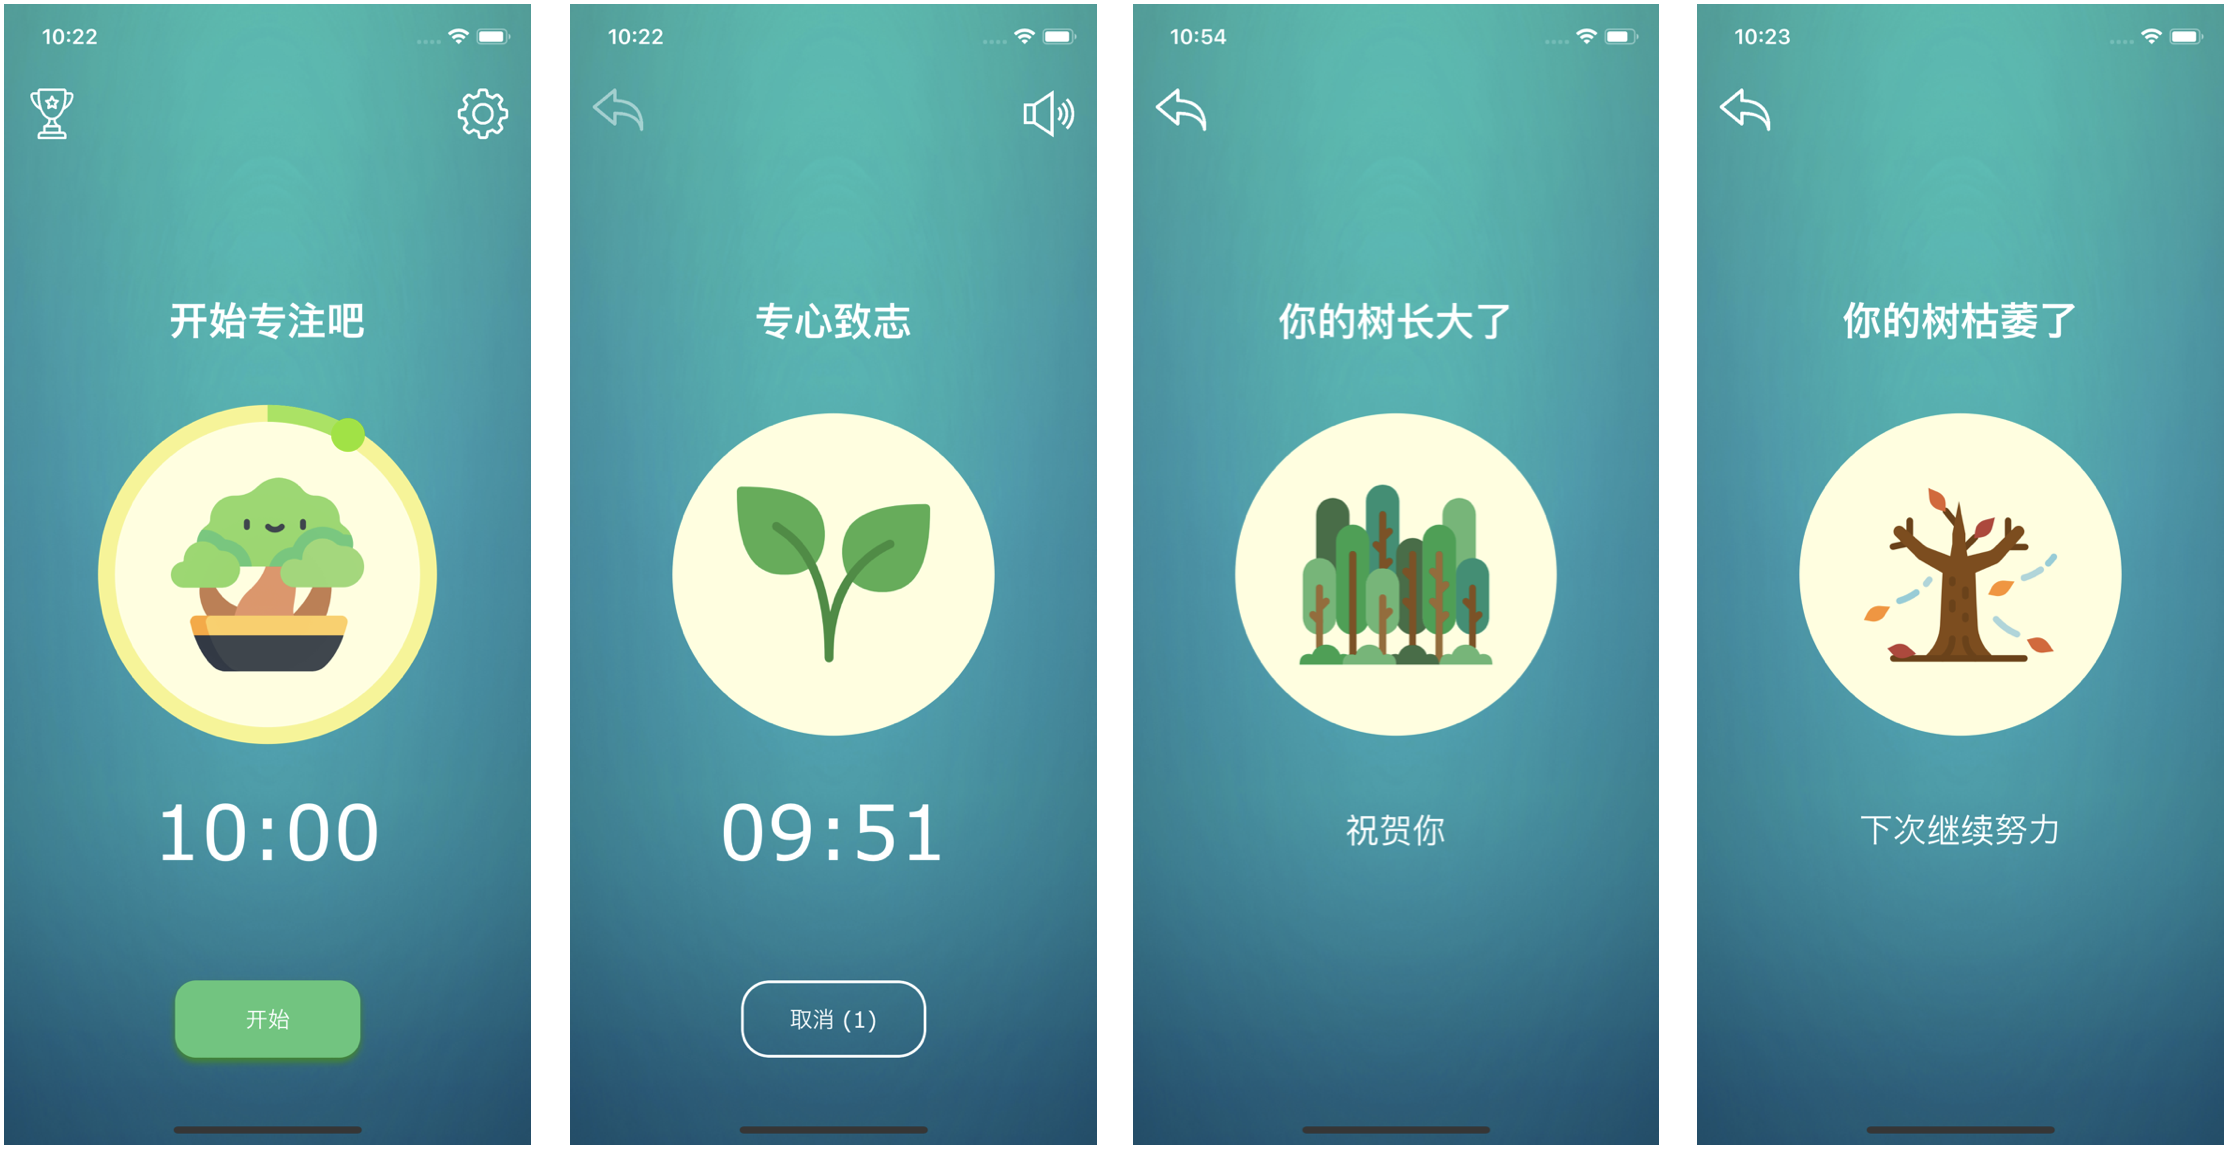 10:22
开始专注吧
10:00
开始
10:22
专心致志
09:51
取消 (1)
10:54
你的树长大了
祝贺你
10:23
你的树枯萎了
下次继续努力